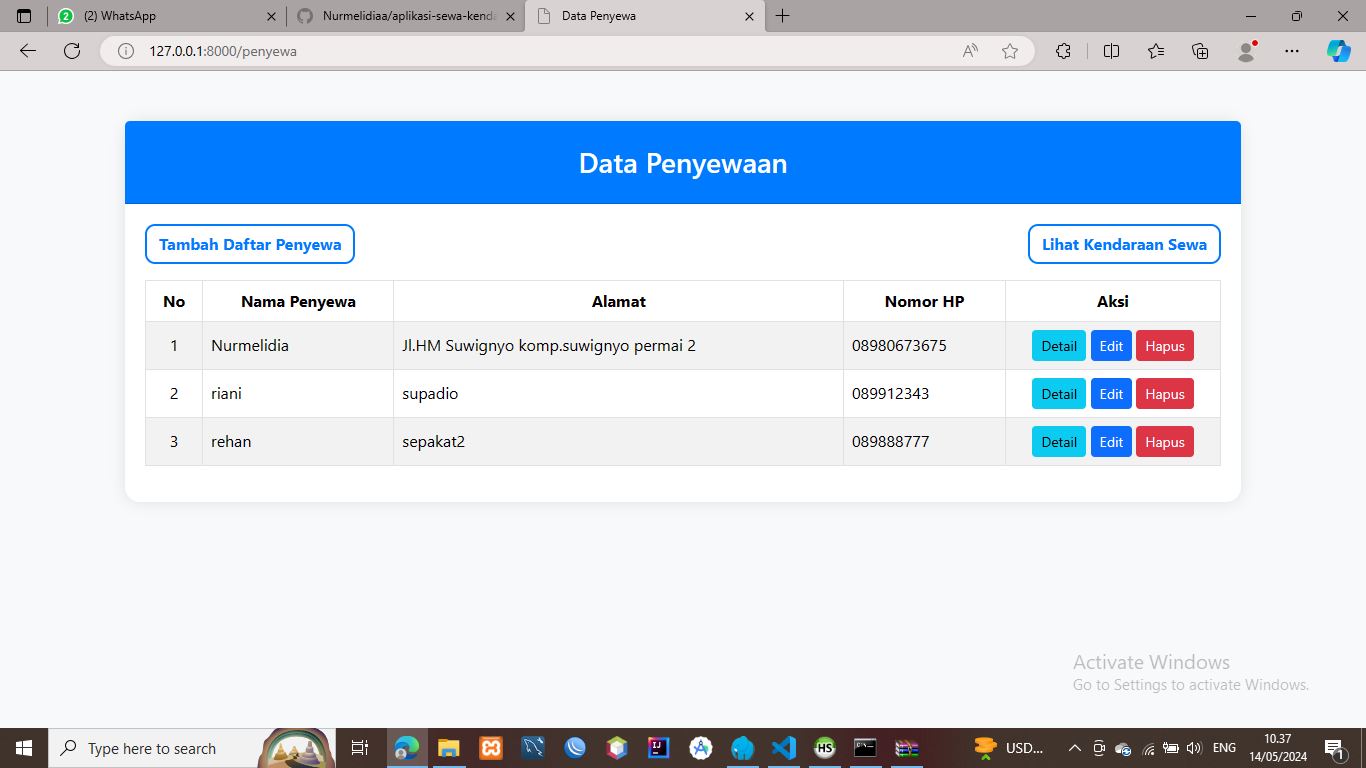 (2) WhatsApp
Nurmelidiaa/aplikasi-sewa-kenda
Data Penyewa
127.0.0.1:8000/penyewa
Data Penyewaan
Tambah Daftar Penyewa
Lihat Kendaraan Sewa
No Nama Penyewa Alamat Nomor HP Aksi
1 Nurmelidia Jl.HM Suwignyo komp.suwignyo permai 2 08980673675 Detail Edit Hapus
2 riani supadio 089912343 Detail Edit Hapus
3 rehan sepakat2 089888777 Detail Edit Hapus
Activate Windows
Go to Settings to activate Windows.
Type here to search
USD...
ENG
10.37
14/05/2024